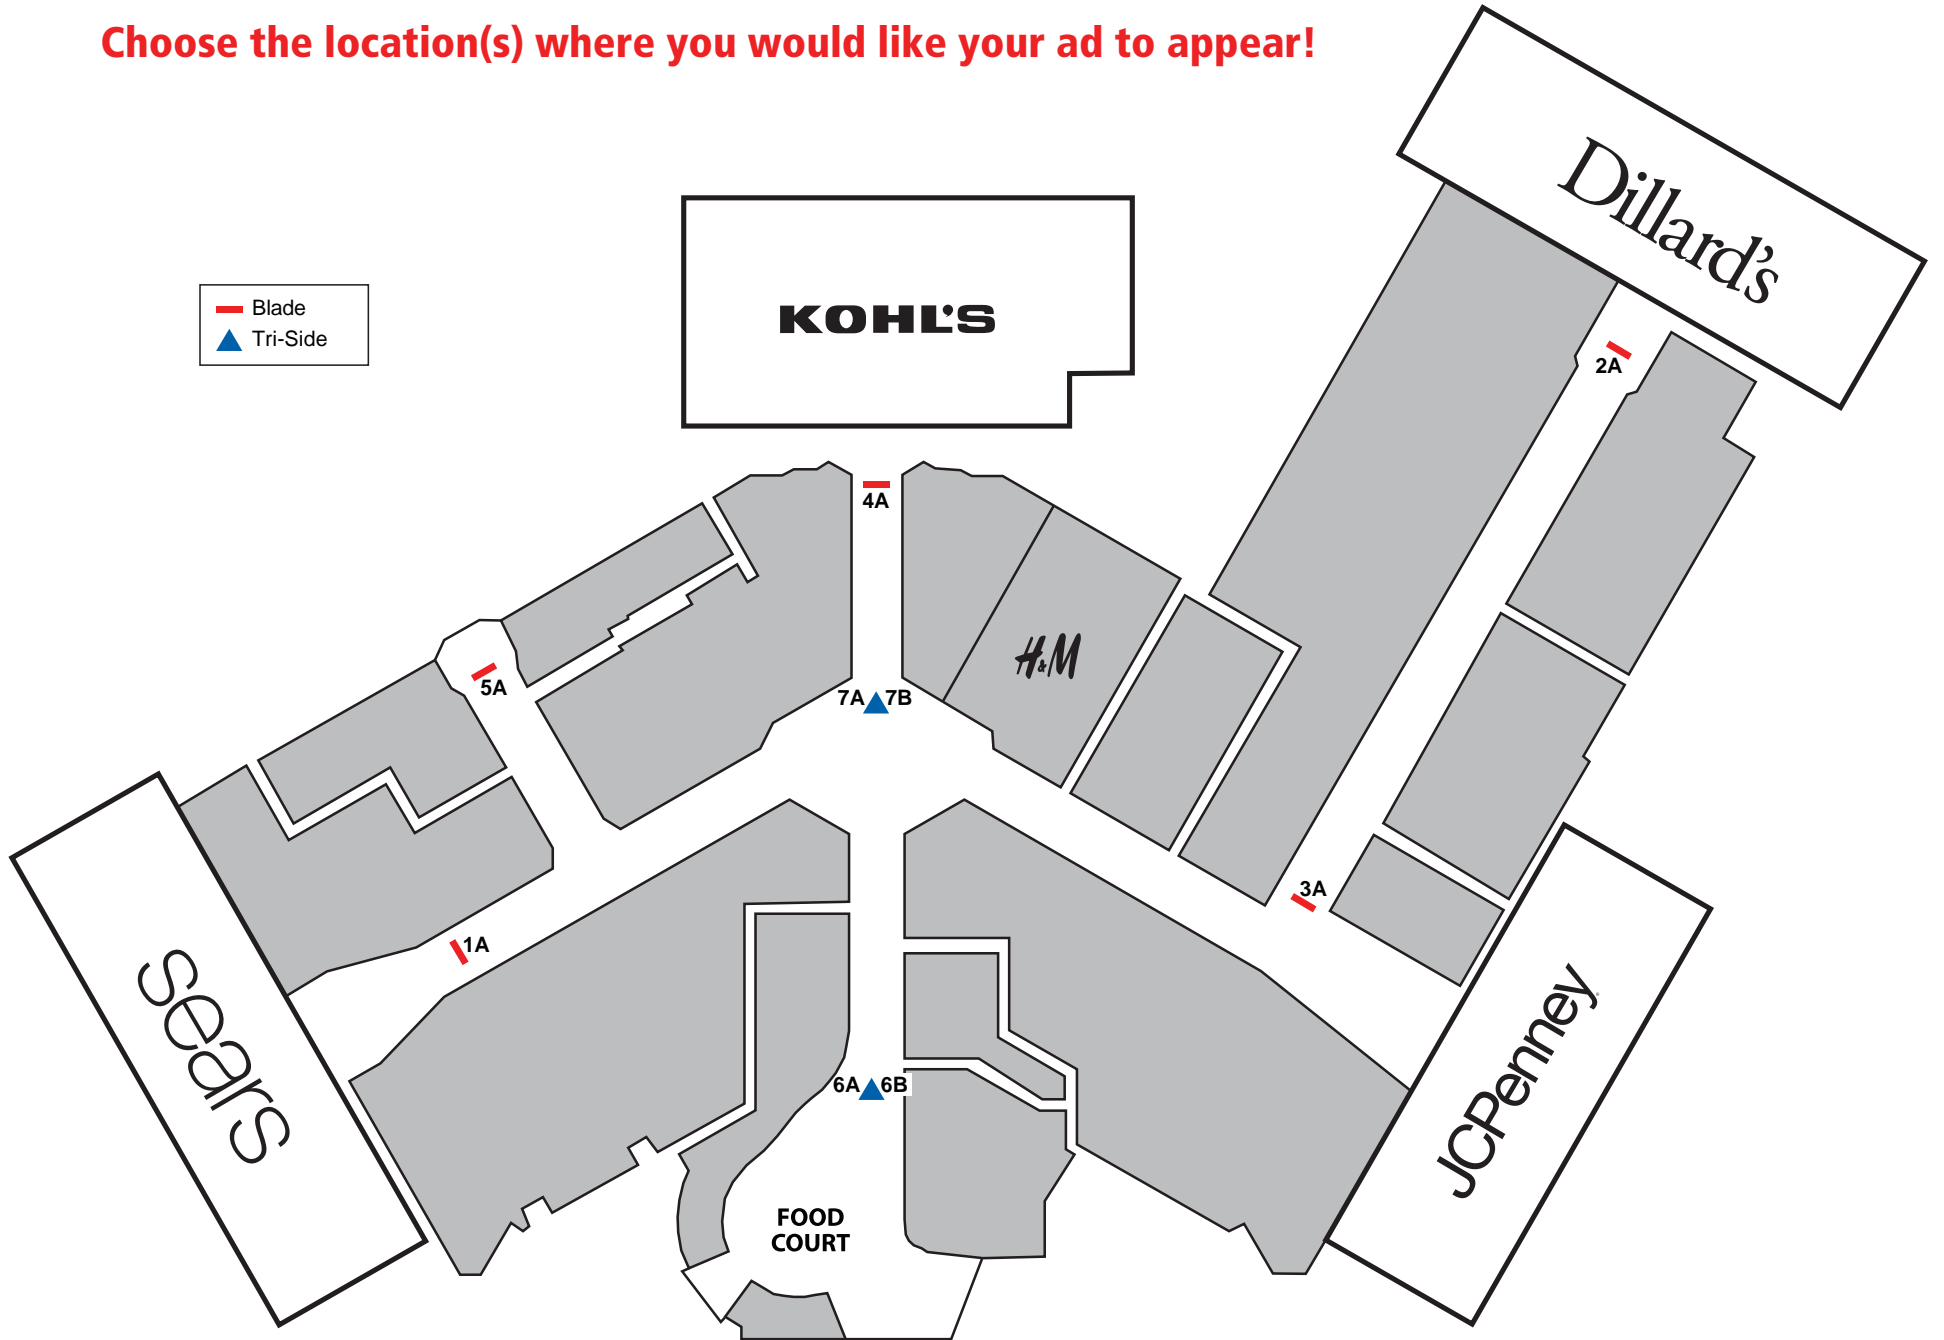 Choose the location(s) where you would like your ad to appear!
Dillard's
KOHL'S
Blade
Tri-Side
2A
4A
H&M
5A
7A 7B
3A
1A
sears
JCPenney
6A 6B
FOOD
COURT